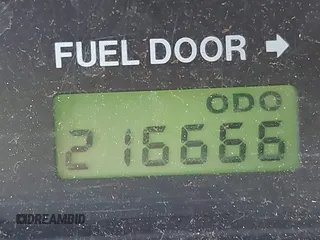 FUEL DOOR →
ODO
216666
DREAMBID